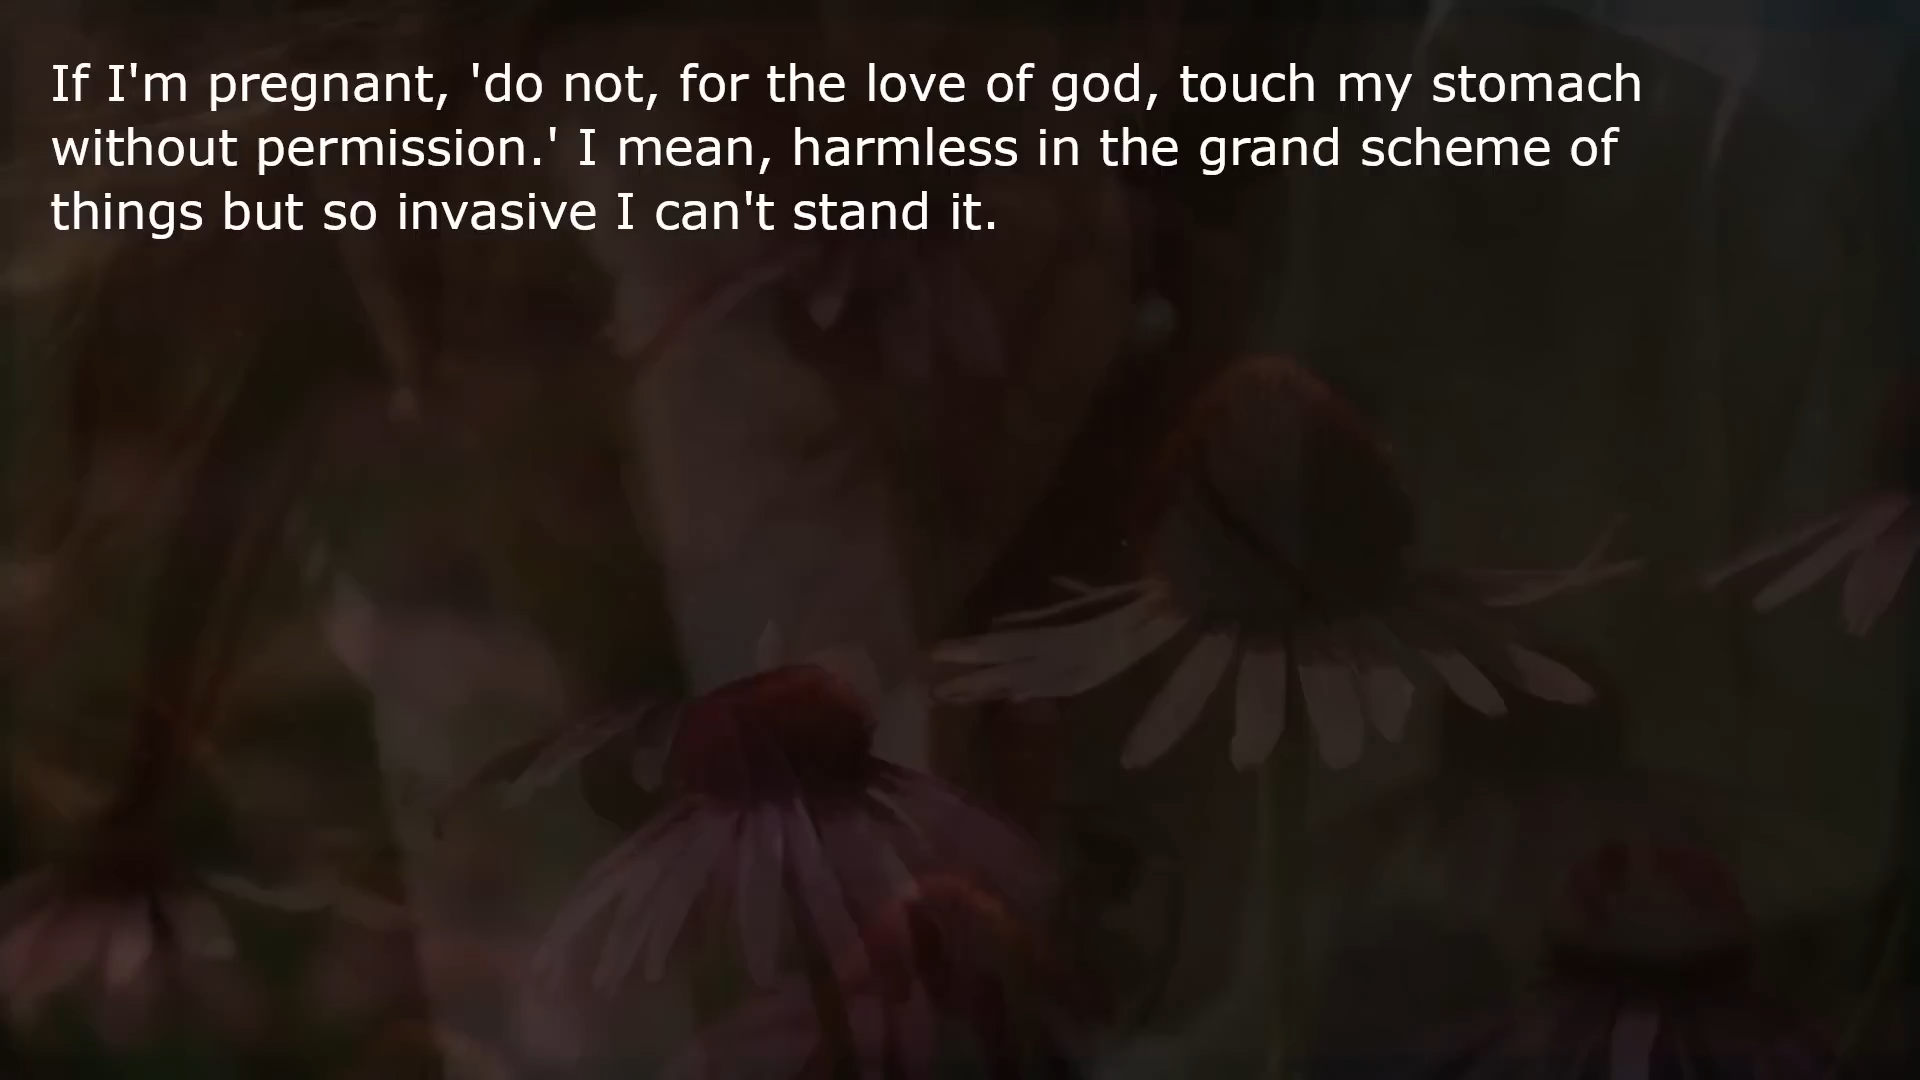 If I'm pregnant, 'do not, for the love of god, touch my stomach
without permission.' I mean, harmless in the grand scheme of
things but so invasive I can't stand it.